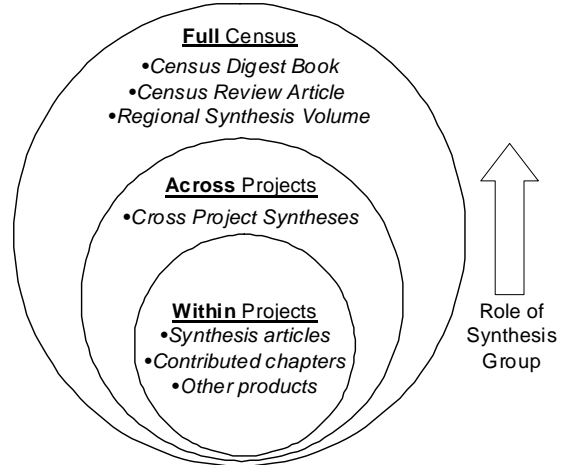 Full Census
•Census Digest Book
•Census Review Article
•Regional Synthesis Volume
Across Projects
•Cross Project Syntheses
Within Projects
•Synthesis articles
•Contributed chapters
•Other products
Role of
Synthesis
Group